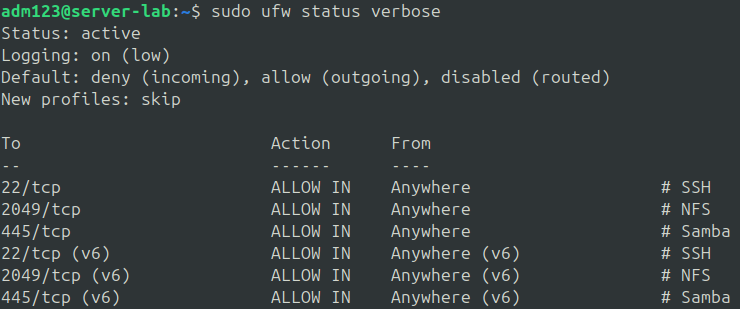 adm123@server-lab:~$ sudo ufw status verbose
Status: active
Logging: on (low)
Default: deny (incoming), allow (outgoing), disabled (routed)
New profiles: skip

To                         Action      From
--                         ------      ----
22/tcp                     ALLOW IN    Anywhere                   # SSH
2049/tcp                   ALLOW IN    Anywhere                   # NFS
445/tcp                    ALLOW IN    Anywhere                   # Samba
22/tcp (v6)                ALLOW IN    Anywhere (v6)              # SSH
2049/tcp (v6)              ALLOW IN    Anywhere (v6)              # NFS
445/tcp (v6)               ALLOW IN    Anywhere (v6)              # Samba